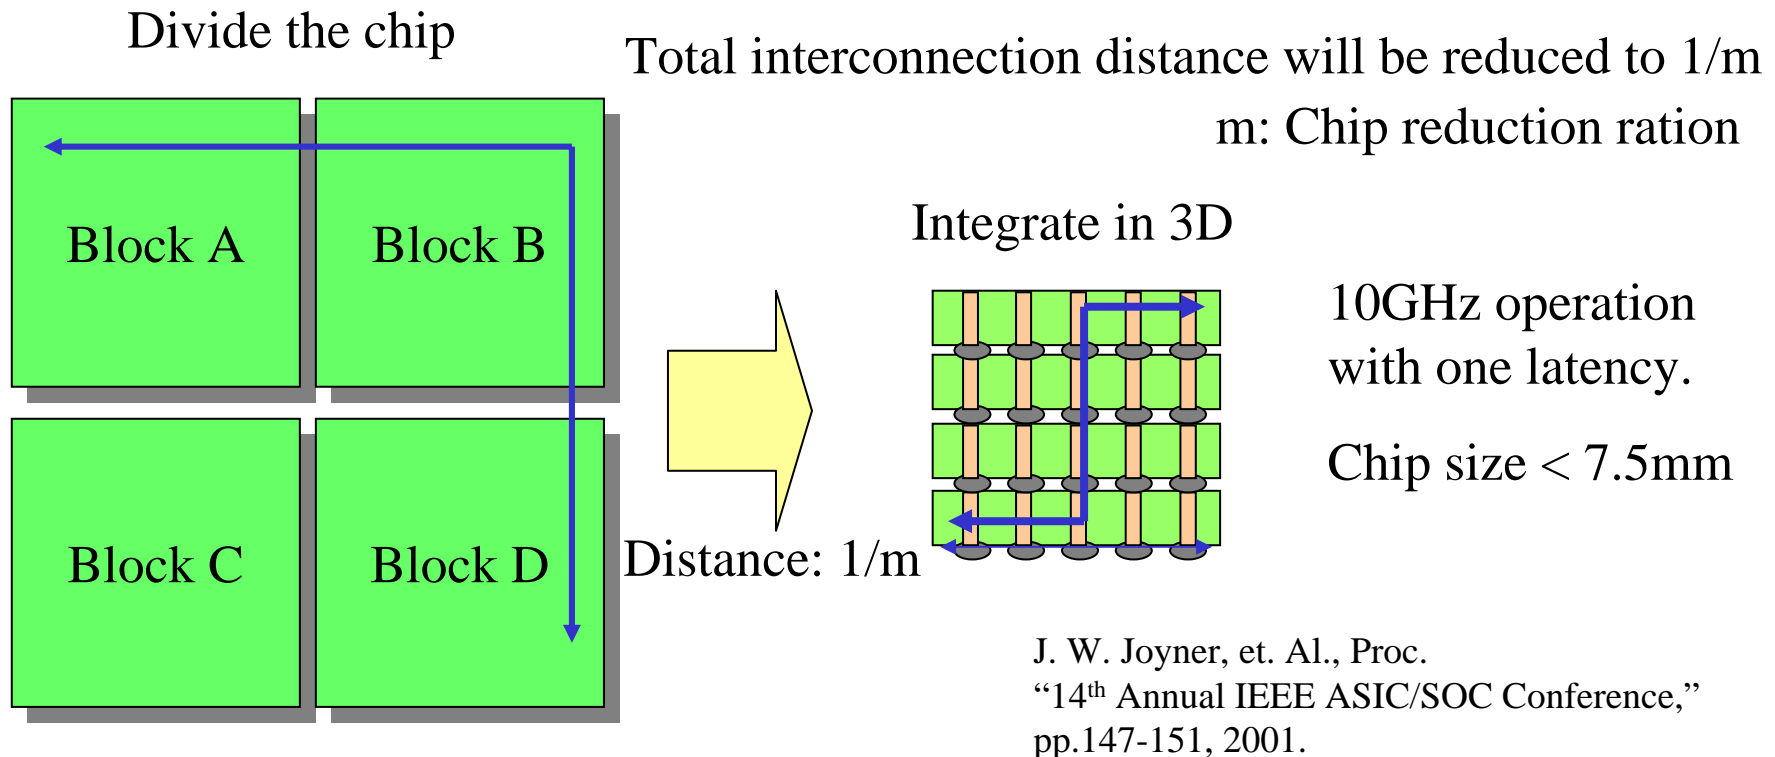 Divide the chip
Total interconnection distance will be reduced to 1/m
m: Chip reduction ration
Block A
Block B
Block C
Block D
Distance: 1/m
Integrate in 3D
10GHz operation
with one latency.
Chip size < 7.5mm
J. W. Joyner, et. Al., Proc.
“14th Annual IEEE ASIC/SOC Conference,”
pp.147-151, 2001.